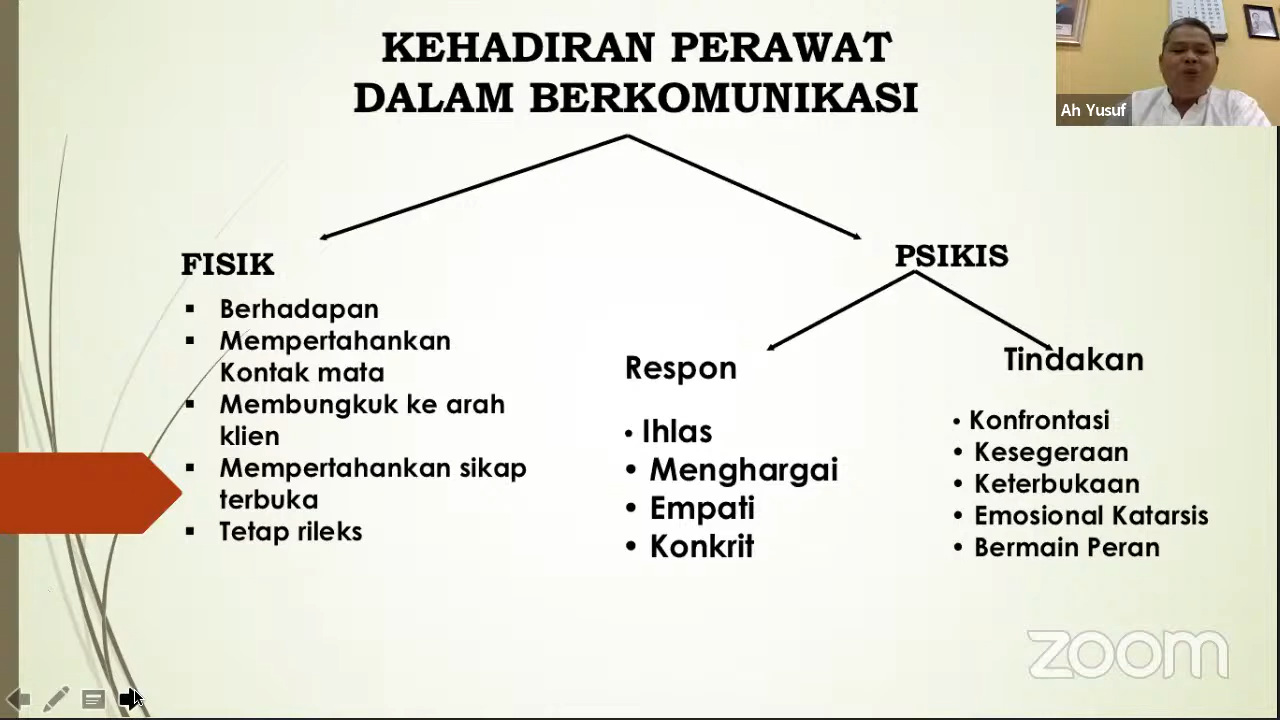 KEHADIRAN PERAWAT
DALAM BERKOMUNIKASI
Ah Yusuf
FISIK
▪ Berhadapan
▪ Mempertahankan
Kontak mata
▪ Membungkuk ke arah
klien
▪ Mempertahankan sikap
terbuka
▪ Tetap rileks
PSIKIS
Respon
• Ihlas
• Menghargai
• Empati
• Konkrit
Tindakan
• Konfrontasi
• Kesegeraan
• Keterbukaan
• Emosional Katarsis
• Bermain Peran
zoom